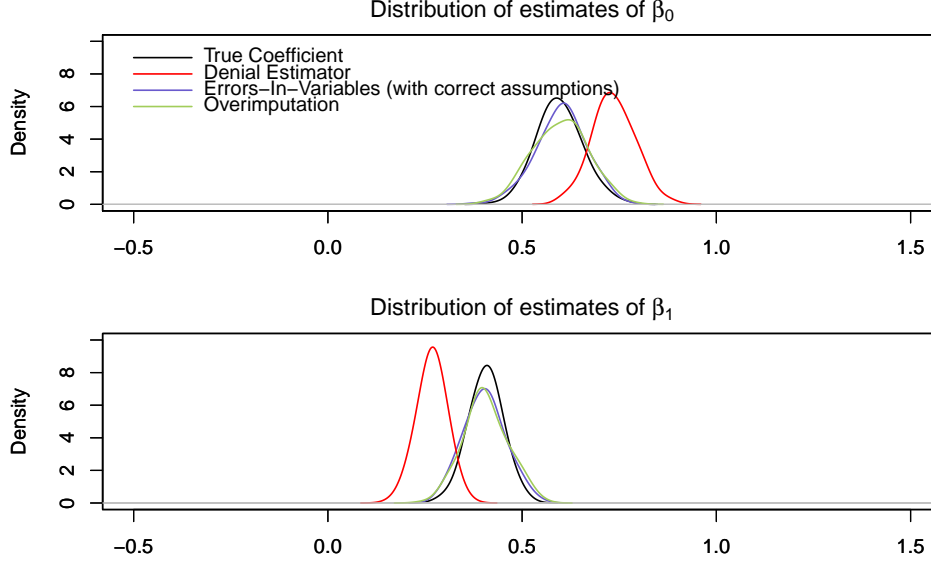 Distribution of estimates of β0
True Coefficient
Denial Estimator
Errors−In−Variables (with correct assumptions)
Overimputation
Density
8
6
4
2
0
−0.5 0.0 0.5 1.0 1.5
Distribution of estimates of β1
Density
8
6
4
2
0
−0.5 0.0 0.5 1.0 1.5